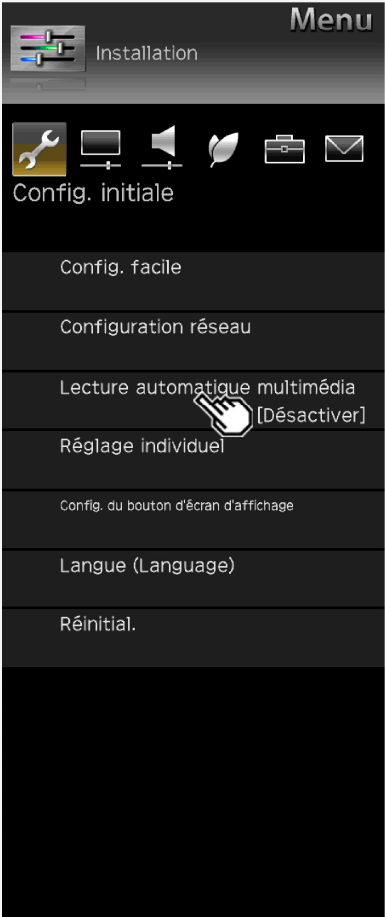 Menu
Installation
Config. initiale
Config. facile
Configuration réseau
Lecture automatique multimédia
[Désactiver]
Réglage individuel
Config. du bouton d'écran d'affichage
Langue (Language)
Réinitial.